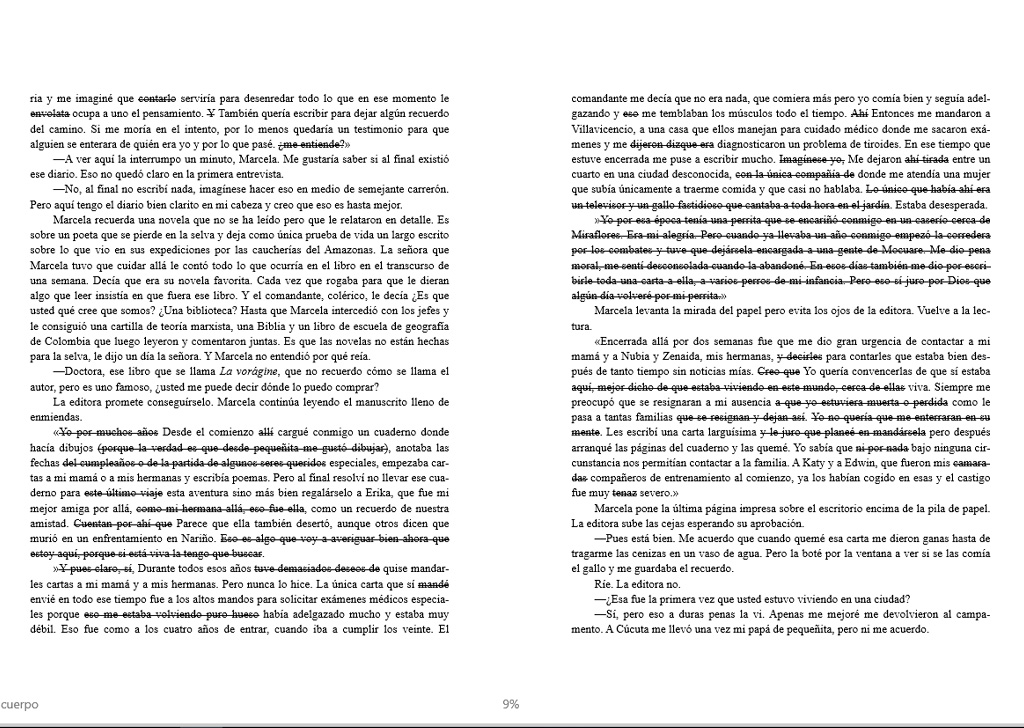 ria y me imaginé que contarlo serviría para desenredar todo lo que en ese momento le
envolata ocupa a uno el pensamiento. Y También quería escribir para dejar algún recuerdo
del camino. Si me moría en el intento, por lo menos quedaría un testimonio para que
alguien se enterara de quién era yo y por lo que pasé. ¿me entiende?»
—A ver aquí la interrumpo un minuto, Marcela. Me gustaría saber si al final existió
ese diario. Eso no quedó claro en la primera entrevista.
—No, al final no escribí nada, imagínese hacer eso en medio de semejante carrerón.
Pero aquí tengo el diario bien clarito en mi cabeza y creo que eso es hasta mejor.
Marcela recuerda una novela que no se ha leído pero que le relataron en detalle. Es
sobre un poeta que se pierde en la selva y deja como única prueba de vida un largo escrito
sobre lo que vio en sus expediciones por las caucherías del Amazonas. La señora que
Marcela tuvo que cuidar allá le contó todo lo que ocurría en el libro en el transcurso de
una semana. Decía que era su novela favorita. Cada vez que rogaba para que le dieran
algo que leer insistía en que fuera ese libro. Y el comandante, colérico, le decía ¿Es que
usted qué cree que somos? ¿Una biblioteca? Hasta que Marcela intercedió con los jefes y
le consiguió una cartilla de teoría marxista, una Biblia y un libro de escuela de geografía
de Colombia que luego leyeron y comentaron juntas. Es que las novelas no están hechas
para la selva, le dijo un día la señora. Y Marcela no entendió por qué reía.
—Doctora, ese libro que se llama La vorágine, que no recuerdo cómo se llama el
autor, pero es uno famoso, ¿usted me puede decir dónde lo puedo comprar?
La editora promete conseguírselo. Marcela continúa leyendo el manuscrito lleno de
enmiendas.
«Yo por muchos años Desde el comienzo allí cargué conmigo un cuaderno donde
hacía dibujos (porque la verdad es que desde pequeñita me gustó dibujar), anotaba las
fechas del cumpleaños o de la partida de algunos seres queridos especiales, empezaba car-
tas a mi mamá o a mis hermanas y escribía poemas. Pero al final resolví no llevar ese cua-
derno para este último viaje esta aventura sino más bien regalárselo a Erika, que fue mi
mejor amiga por allá, como mi hermana allá, eso fue ella, como un recuerdo de nuestra
amistad. Cuentan por ahí que Parece que ella también desertó, aunque otros dicen que
murió en un enfrentamiento en Nariño. Eso es algo que voy a averiguar bien ahora que
estoy aquí, porque si está viva la tengo que buscar.
»Y pues claro, sí, Durante todos esos años tuve demasiados deseos de quise mandar-
les cartas a mi mamá y a mis hermanas. Pero nunca lo hice. La única carta que sí mandé
envié en todo ese tiempo fue a los altos mandos para solicitar exámenes médicos especia-
les porque eso me estaba volviendo puro hueso había adelgazado mucho y estaba muy
débil. Eso fue como a los cuatro años de entrar, cuando iba a cumplir los veinte. El
comandante me decía que no era nada, que comiera más pero yo comía bien y seguía adel-
gazando y eso me temblaban los músculos todo el tiempo. Ahí Entonces me mandaron a
Villavicencio, a una casa que ellos manejan para cuidado médico donde me sacaron exá-
menes y me dijeron dizque era diagnosticaron un problema de tiroides. En ese tiempo que
estuve encerrada me puse a escribir mucho. Imagínese yo, Me dejaron ahí tirada entre un
cuarto en una ciudad desconocida, con la única compañía de donde me atendía una mujer
que subía únicamente a traerme comida y que casi no hablaba. Lo único que había ahí era
un televisor y un gallo fastidioso que cantaba a toda hora en el jardín. Estaba desesperada.
»Yo por esa época tenía una perrita que se encariñó conmigo en un caserío cerca de
Miraflores. Era mi alegría. Pero cuando ya llevaba un año conmigo empezó la corredera
por los combates y tuve que dejársela encargada a una gente de Mocuare. Me dio pena
moral, me sentí desconsolada cuando la abandoné. En esos días también me dio por escri-
birle toda una carta a ella, a varios perros de mi infancia. Pero eso sí juro por Dios que
algún día volveré por mi perrita.»
Marcela levanta la mirada del papel pero evita los ojos de la editora. Vuelve a la lec-
tura.
«Encerrada allá por dos semanas fue que me dio gran urgencia de contactar a mi
mamá y a Nubia y Zenaida, mis hermanas, y decirles para contarles que estaba bien des-
pués de tanto tiempo sin noticias mías. Creo que Yo quería convencerlas de que sí estaba
aquí, mejor dicho de que estaba viviendo en este mundo, cerca de ellas viva. Siempre me
preocupó que se resignaran a mi ausencia a que yo estuviera muerta o perdida como le
pasa a tantas familias que se resignan y dejan así. Yo no quería que me enterraran en su
mente. Les escribí una carta larguísima y le juro que planeé en mandársela pero después
arranqué las páginas del cuaderno y las quemé. Yo sabía que ni por nada bajo ninguna cir-
cunstancia nos permitían contactar a la familia. A Katy y a Edwin, que fueron mis camara-
das compañeros de entrenamiento al comienzo, ya los habían cogido en esas y el castigo
fue muy tenaz severo.»
Marcela pone la última página impresa sobre el escritorio encima de la pila de papel.
La editora sube las cejas esperando su aprobación.
—Pues está bien. Me acuerdo que cuando quemé esa carta me dieron ganas hasta de
tragarme las cenizas en un vaso de agua. Pero la boté por la ventana a ver si se las comía
el gallo y me guardaba el recuerdo.
Ríe. La editora no.
—¿Esa fue la primera vez que usted estuvo viviendo en una ciudad?
—Sí, pero eso a duras penas la vi. Apenas me mejoré me devolvieron al campa-
mento. A Cúcuta me llevó una vez mi papá de pequeñita, pero ni me acuerdo.
cuerpo
9%